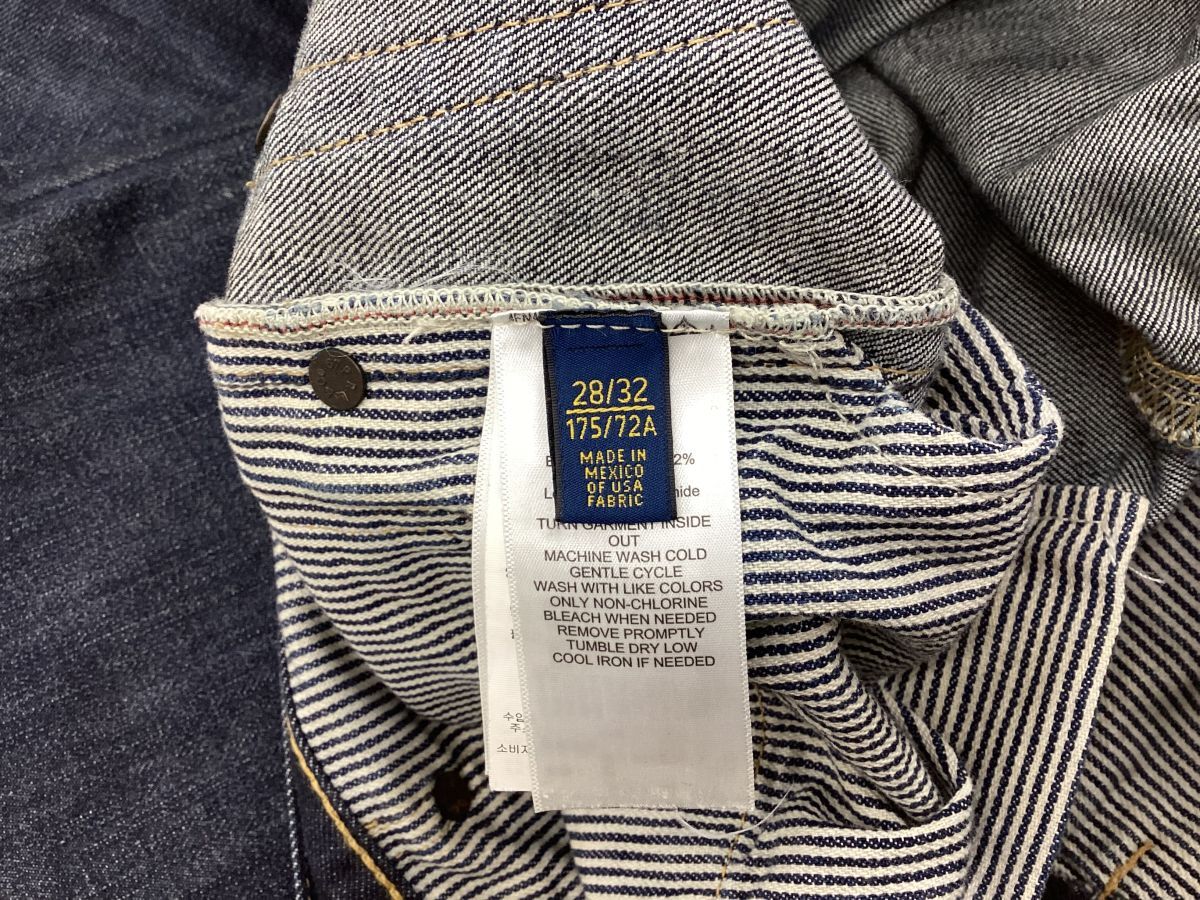 28/32
175/72A
MADE IN
MEXICO
OF USA
FABRIC
2%
TURN GARMENT INSIDE
OUT
MACHINE WASH COLD
GENTLE CYCLE
WASH WITH LIKE COLORS
ONLY NON-CHLORINE
BLEACH WHEN NEEDED
REMOVE PROMPTLY
TUMBLE DRY LOW
COOL IRON IF NEEDED